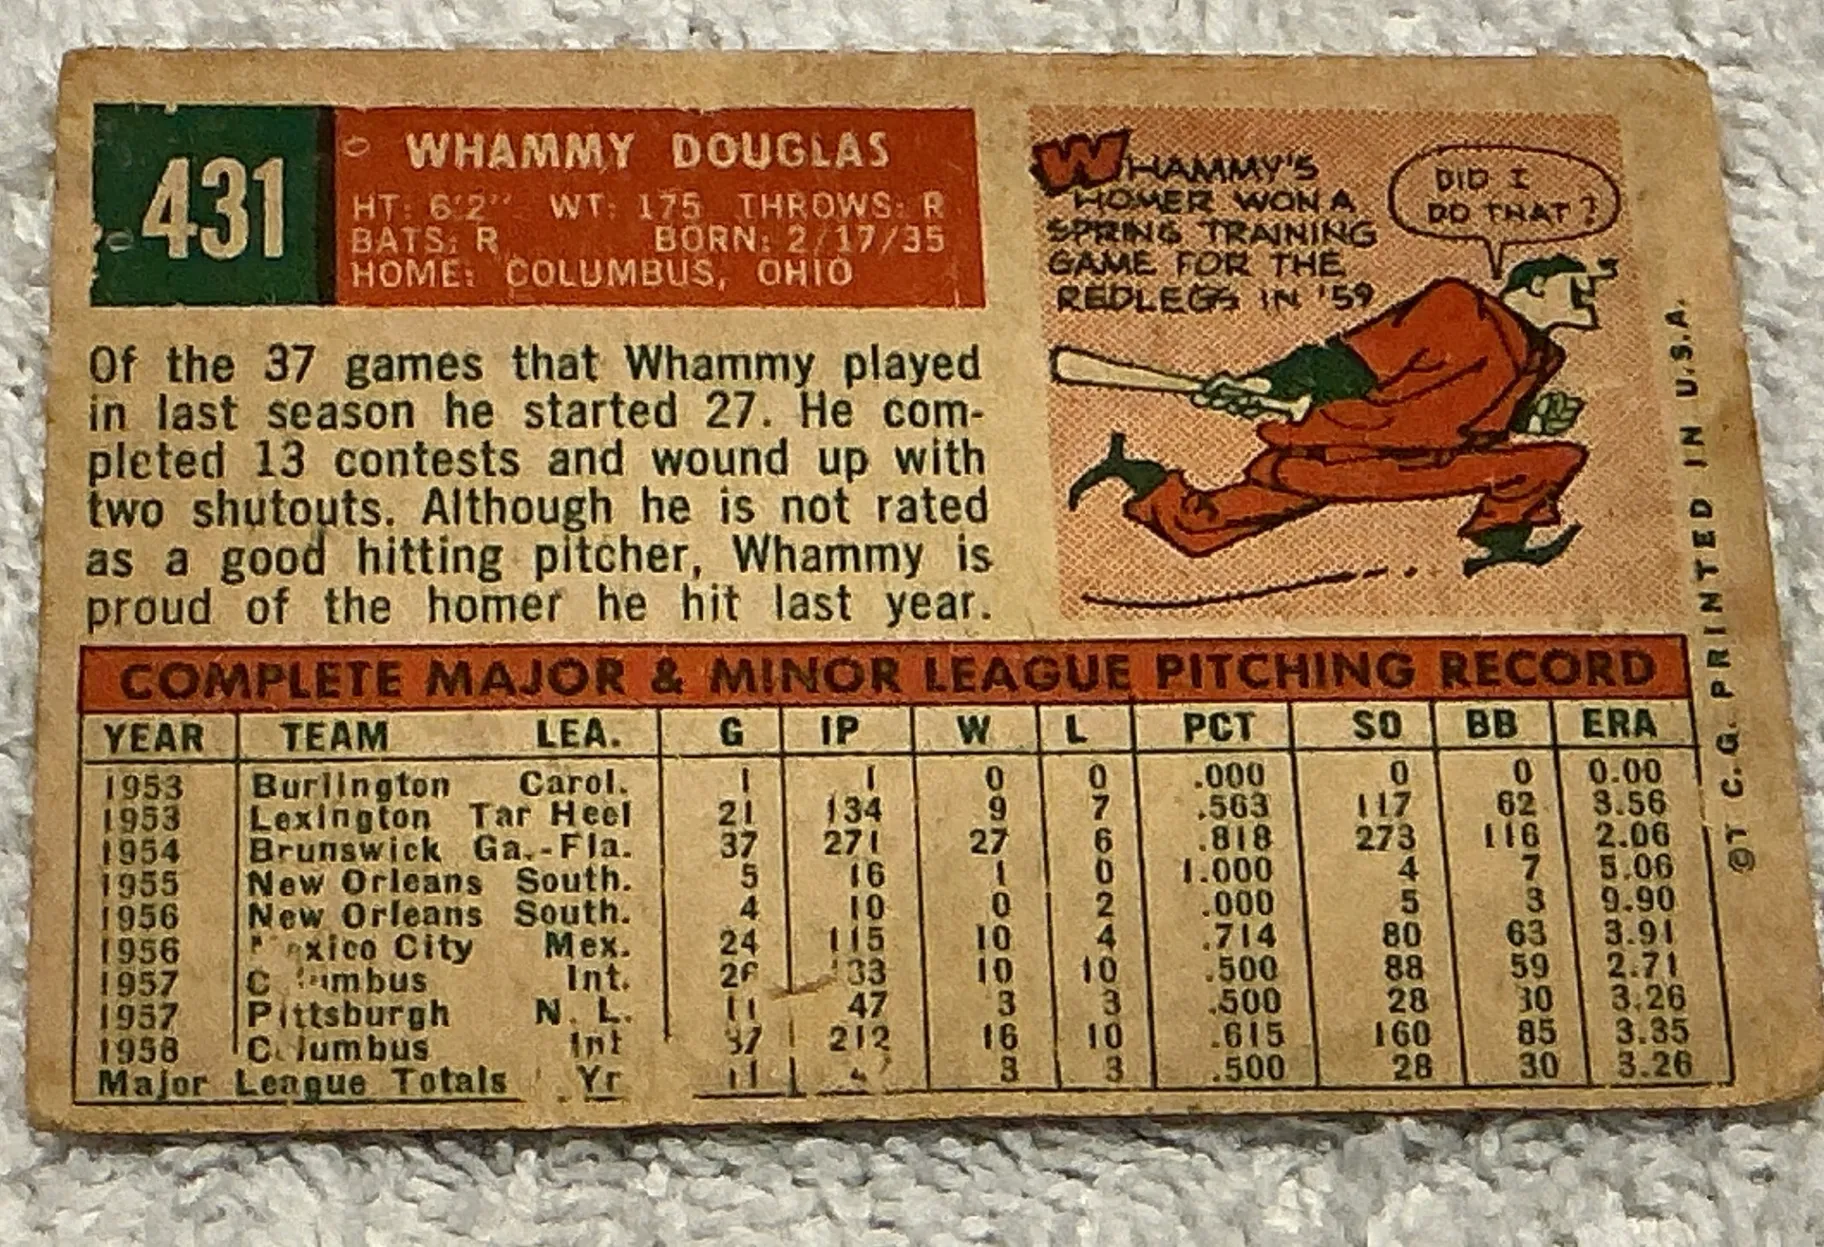 431
WHAMMY DOUGLAS
HT: 6'2" WT: 175 THROWS: R
BATS: R BORN: 2/17/35
HOME: COLUMBUS, OHIO
WHAMMY'S
HOMER WON A
SPRING TRAINING
GAME FOR THE
REDLEGS IN '59
DID I
DO THAT?
Of the 37 games that Whammy played
in last season he started 27. He com-
pleted 13 contests and wound up with
two shutouts. Although he is not rated
as a good hitting pitcher, Whammy is
proud of the homer he hit last year.
COMPLETE MAJOR & MINOR LEAGUE PITCHING RECORD
YEAR TEAM LEA. G IP W L PCT SO BB ERA
1953 Burlington Carol. 1 1 0 0 .000 0 0 0.00
1953 Lexington Tar Heel 21 134 9 7 .563 117 62 3.56
1954 Brunswick Ga.-Fla. 37 271 27 6 .818 273 116 2.06
1955 New Orleans South. 5 16 1 0 1.000 4 7 5.06
1956 New Orleans South. 4 10 0 2 .000 5 3 9.90
1956 Mexico City Mex. 24 115 10 4 .714 80 63 3.91
1957 Columbus Int. 133 10 10 .500 88 59 2.71
1957 Pittsburgh N. L. 11 47 3 3 .500 28 30 3.26
1958 Columbus Int 37 212 16 10 .615 160 85 3.35
Major League Totals Yr 11 3 3 .500 28 30 3.26
©T C.G. PRINTED IN U.S.A.